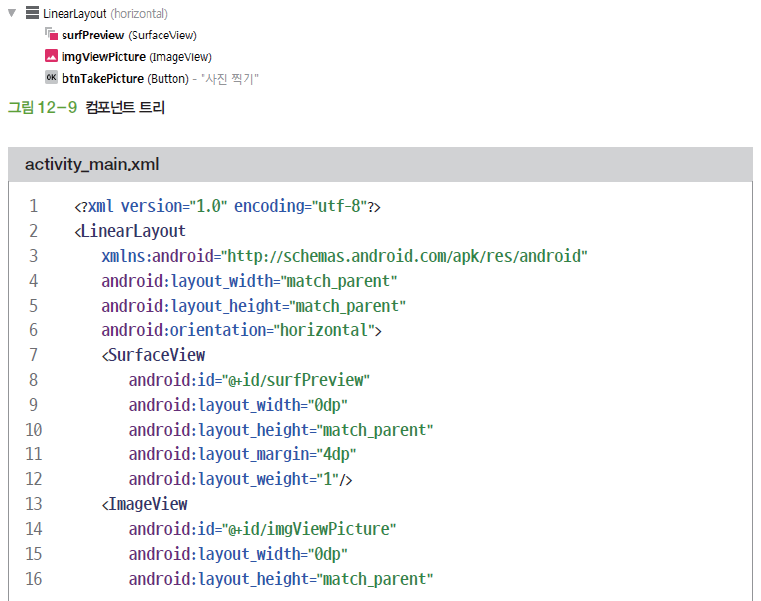 LinearLayout (horizontal)
surfPreview (SurfaceView)
imgViewPicture (ImageView)
OK btnTakePicture (Button) - "사진 찍기"
그림 12-9 컴포넌트 트리
activity_main.xml
1 <?xml version="1.0" encoding="utf-8"?>
2 <LinearLayout
3 xmlns:android="http://schemas.android.com/apk/res/android"
4 android:layout_width="match_parent"
5 android:layout_height="match_parent"
6 android:orientation="horizontal">
7 <SurfaceView
8 android:id="@+id/surfPreview"
9 android:layout_width="0dp"
10 android:layout_height="match_parent"
11 android:layout_margin="4dp"
12 android:layout_weight="1"/>
13 <ImageView
14 android:id="@+id/imgViewPicture"
15 android:layout_width="0dp"
16 android:layout_height="match_parent"